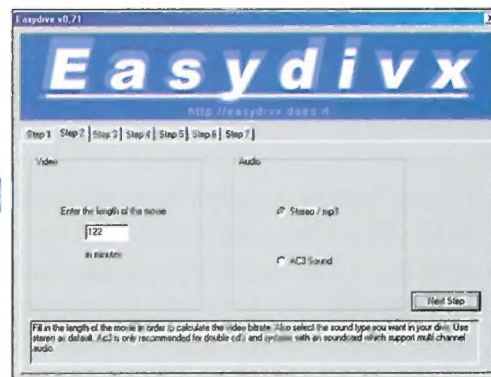 Easydivx v0,71
Easydivx
http://easydivx does it
Step 1 Step 2 Step 3 Step 4 Step 5 Step 6 Step 7
Video
Audio
Enter the length of the movie
122
in minutes
Stereo / mp3
AC3 Sound
Next Step
Fill in the length of the movie in order to calculate the video bitrate. Also select the sound type you want in your divx. Use
stereo as default. Ac3 is only recommended for double cd's and systems with an soundcard which support multi channel
audio.